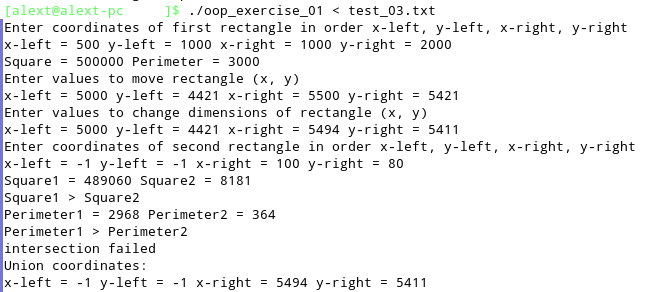 [alext@alext-pc ]$ ./oop_exercise_01 < test_03.txt
Enter coordinates of first rectangle in order x-left, y-left, x-right, y-right
x-left = 500 y-left = 1000 x-right = 1000 y-right = 2000
Square = 500000 Perimeter = 3000
Enter values to move rectangle (x, y)
x-left = 5000 y-left = 4421 x-right = 5500 y-right = 5421
Enter values to change dimensions of rectangle (x, y)
x-left = 5000 y-left = 4421 x-right = 5494 y-right = 5411
Enter coordinates of second rectangle in order x-left, y-left, x-right, y-right
x-left = -1 y-left = -1 x-right = 100 y-right = 80
Square1 = 489060 Square2 = 8181
Square1 > Square2
Perimeter1 = 2968 Perimeter2 = 364
Perimeter1 > Perimeter2
intersection failed
Union coordinates:
x-left = -1 y-left = -1 x-right = 5494 y-right = 5411